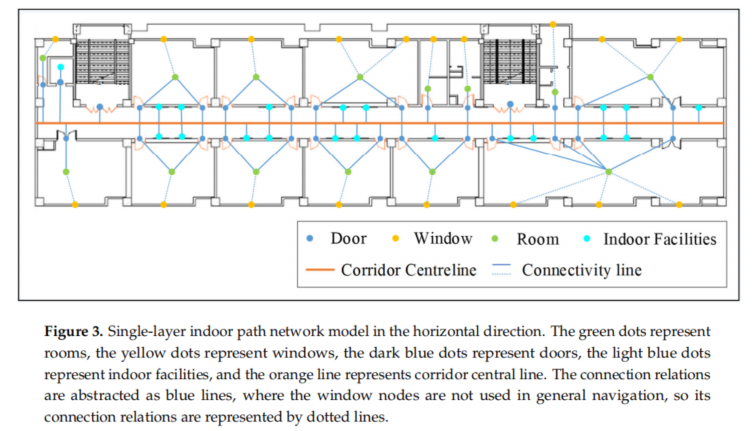 Door
Window
Room
Indoor Facilities
Corridor Centreline
Connectivity line
Figure 3. Single-layer indoor path network model in the horizontal direction. The green dots represent
rooms, the yellow dots represent windows, the dark blue dots represent doors, the light blue dots
represent indoor facilities, and the orange line represents corridor central line. The connection relations
are abstracted as blue lines, where the window nodes are not used in general navigation, so its
connection relations are represented by dotted lines.